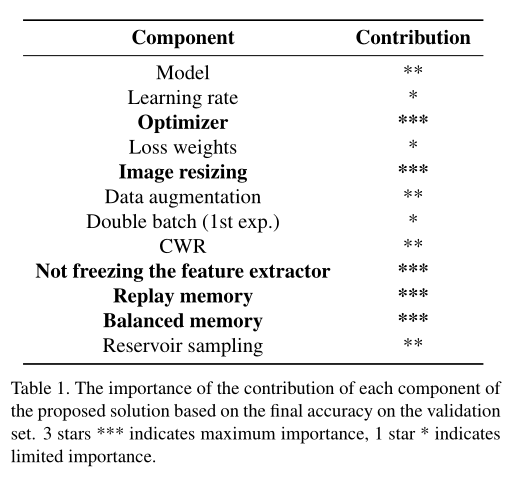 Component Contribution
Model **
Learning rate *
Optimizer ***
Loss weights *
Image resizing ***
Data augmentation **
Double batch (1st exp.) *
CWR **
Not freezing the feature extractor ***
Replay memory ***
Balanced memory ***
Reservoir sampling **
Table 1. The importance of the contribution of each component of
the proposed solution based on the final accuracy on the validation
set. 3 stars *** indicates maximum importance, 1 star * indicates
limited importance.